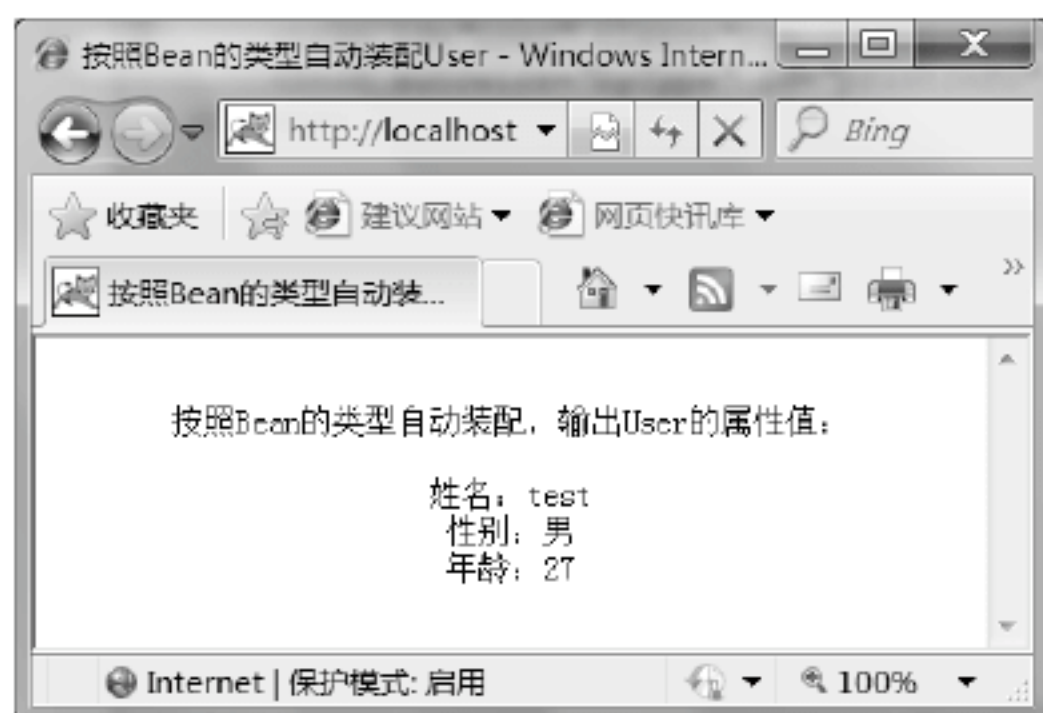 按照Bean的类型自动装配User - Windows Intern...
http://localhost
Bing
收藏夹
建议网站
网页快讯库
按照Bean的类型自动装...
按照Bean的类型自动装配，输出User的属性值：
姓名：test
性别：男
年龄：27
Internet | 保护模式: 启用
100%